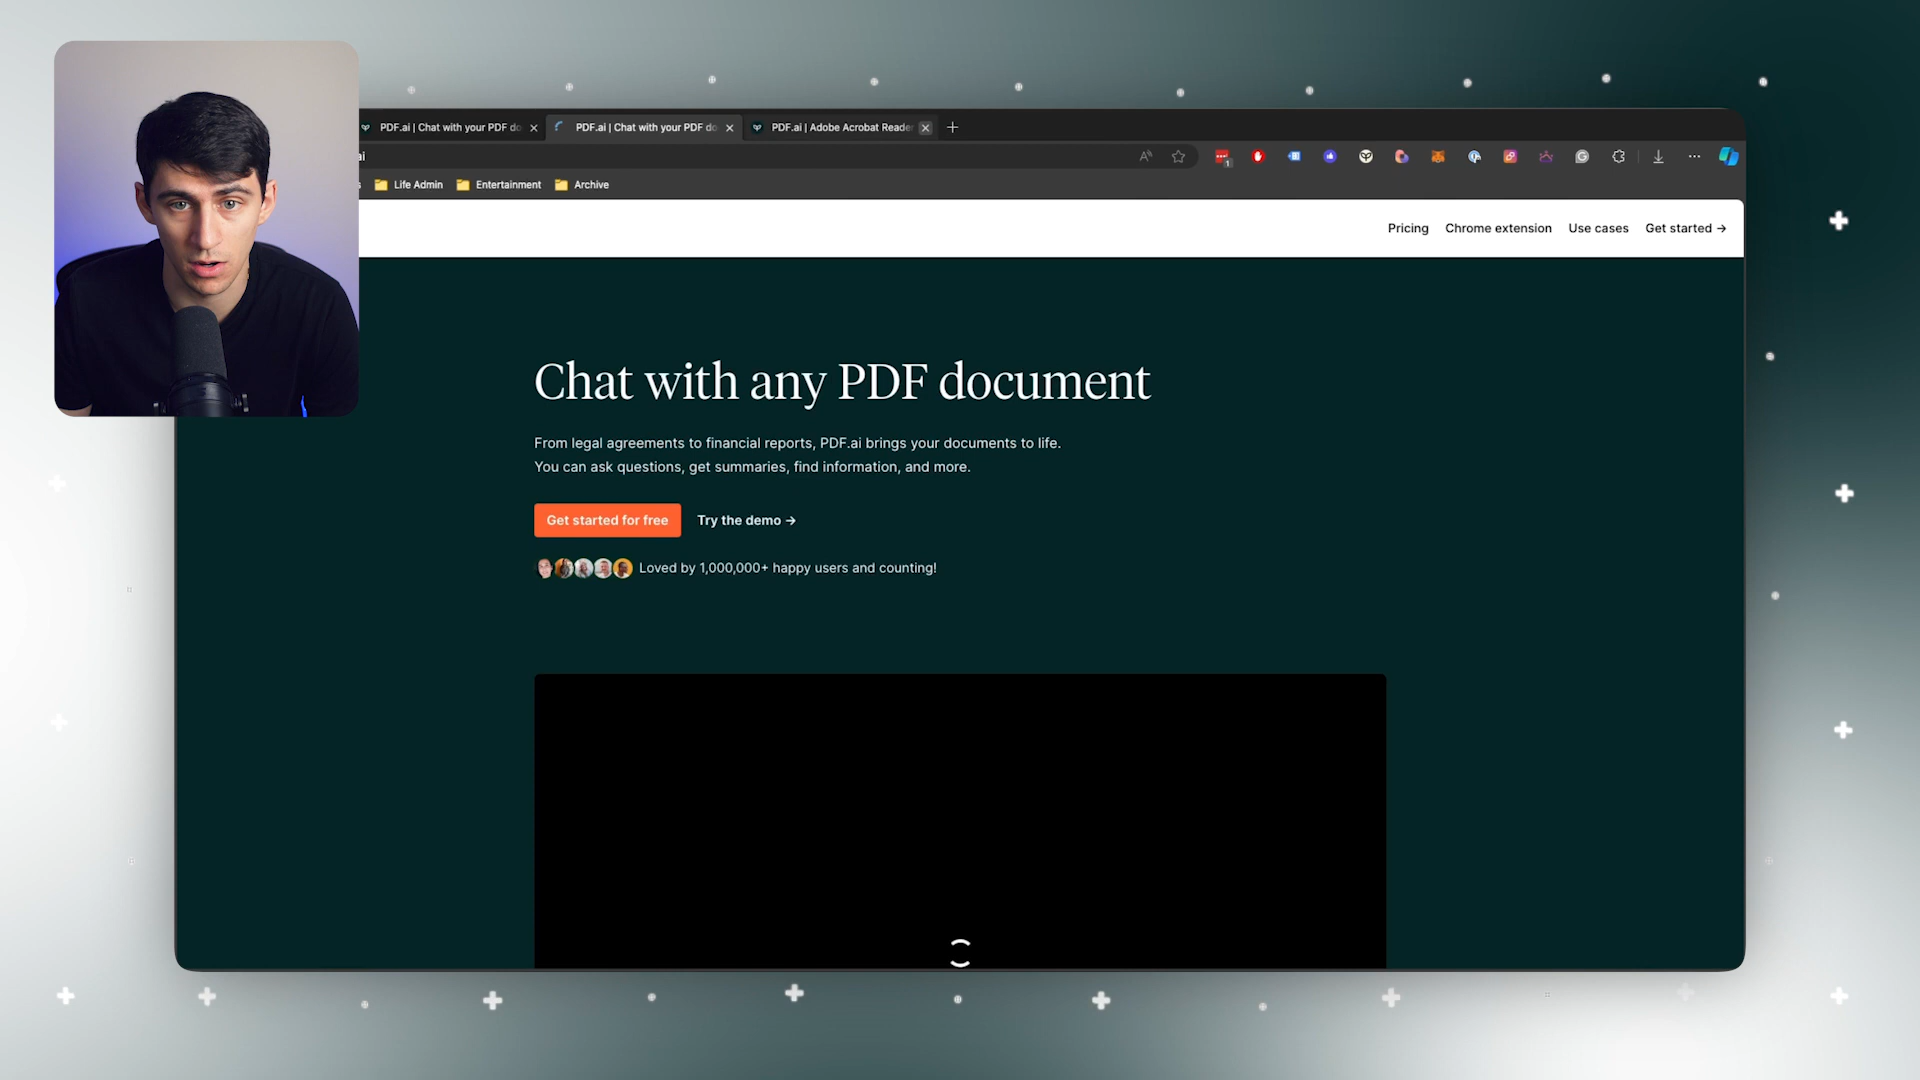 PDF.ai | Chat with your PDF do
PDF.ai | Chat with your PDF do
PDF.ai | Adobe Acrobat Reader
ai
Life Admin
Entertainment
Archive
Pricing
Chrome extension
Use cases
Get started →
Chat with any PDF document
From legal agreements to financial reports, PDF.ai brings your documents to life.
You can ask questions, get summaries, find information, and more.
Get started for free
Try the demo →
Loved by 1,000,000+ happy users and counting!